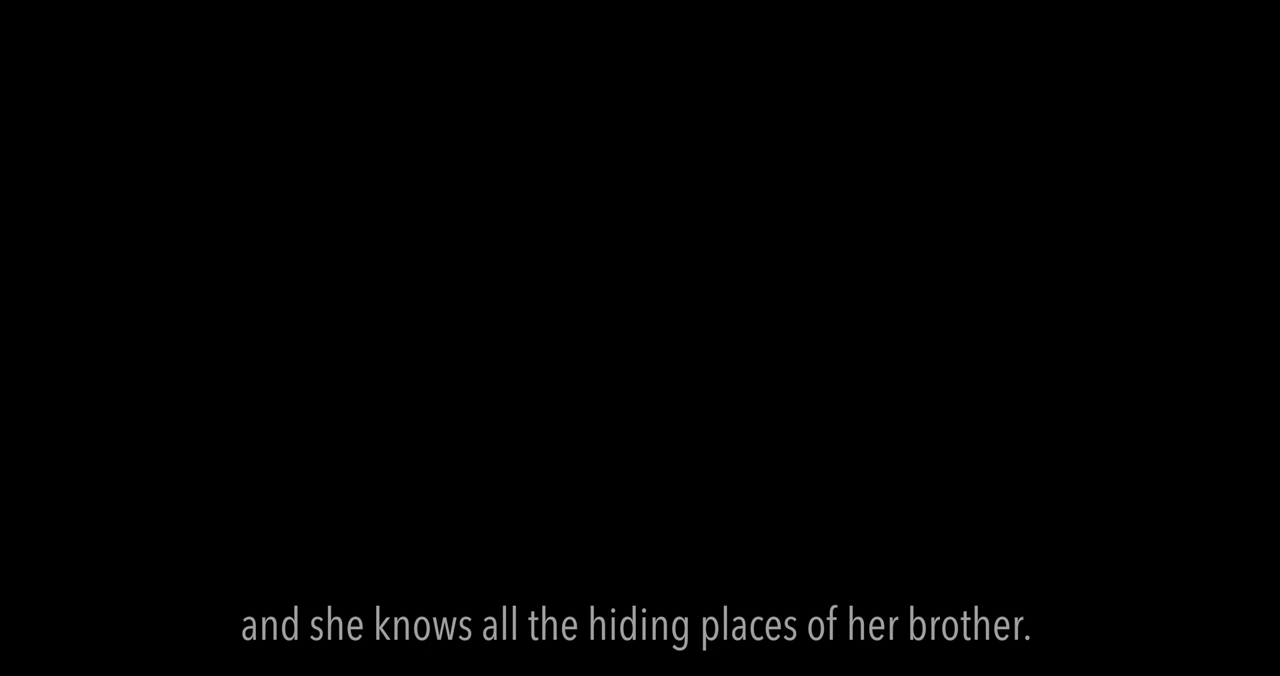 and she knows all the hiding places of her brother.